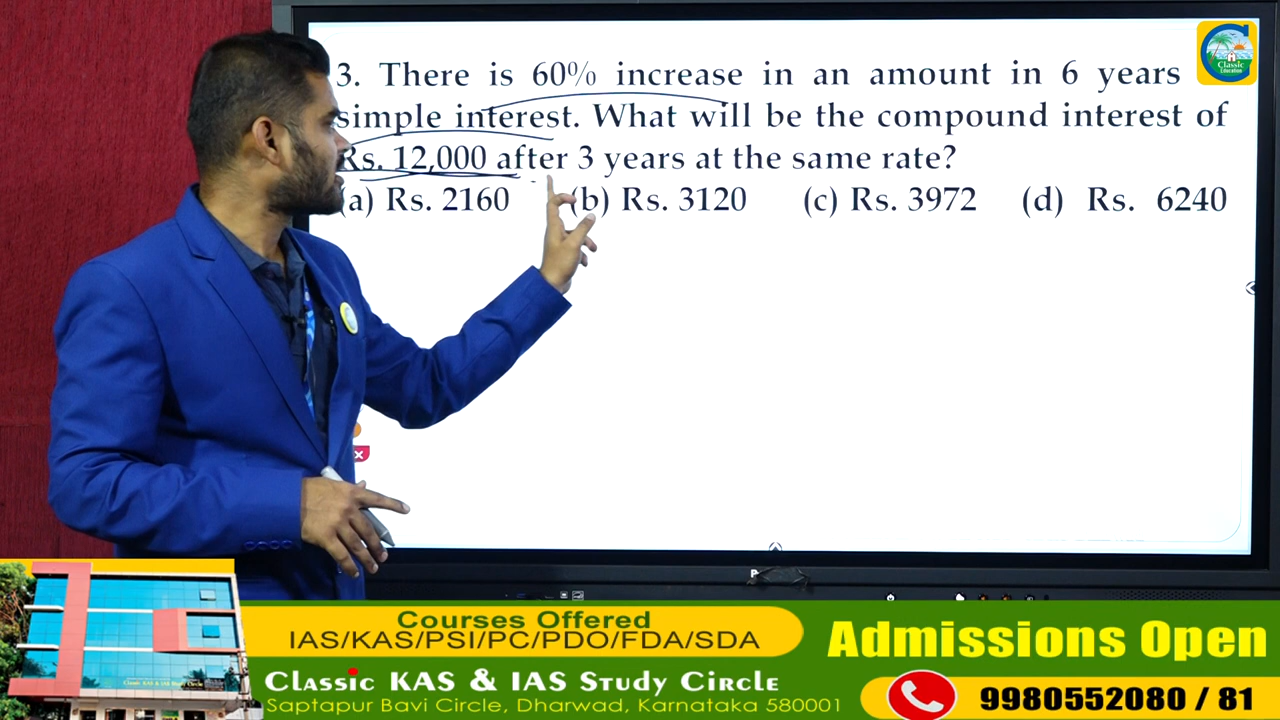 3. There is 60% increase in an amount in 6 years
simple interest. What will be the compound interest of
Rs. 12,000 after 3 years at the same rate?
(a) Rs. 2160 (b) Rs. 3120 (c) Rs. 3972 (d) Rs. 6240
Classic
Education
Courses Offered
IAS/KAS/PSI/PC/PDO/FDA/SDA
Classic KAS & IAS Study Circle
Saptapur Bavi Circle, Dharwad, Karnataka 580001
Admissions Open
9980552080 / 81